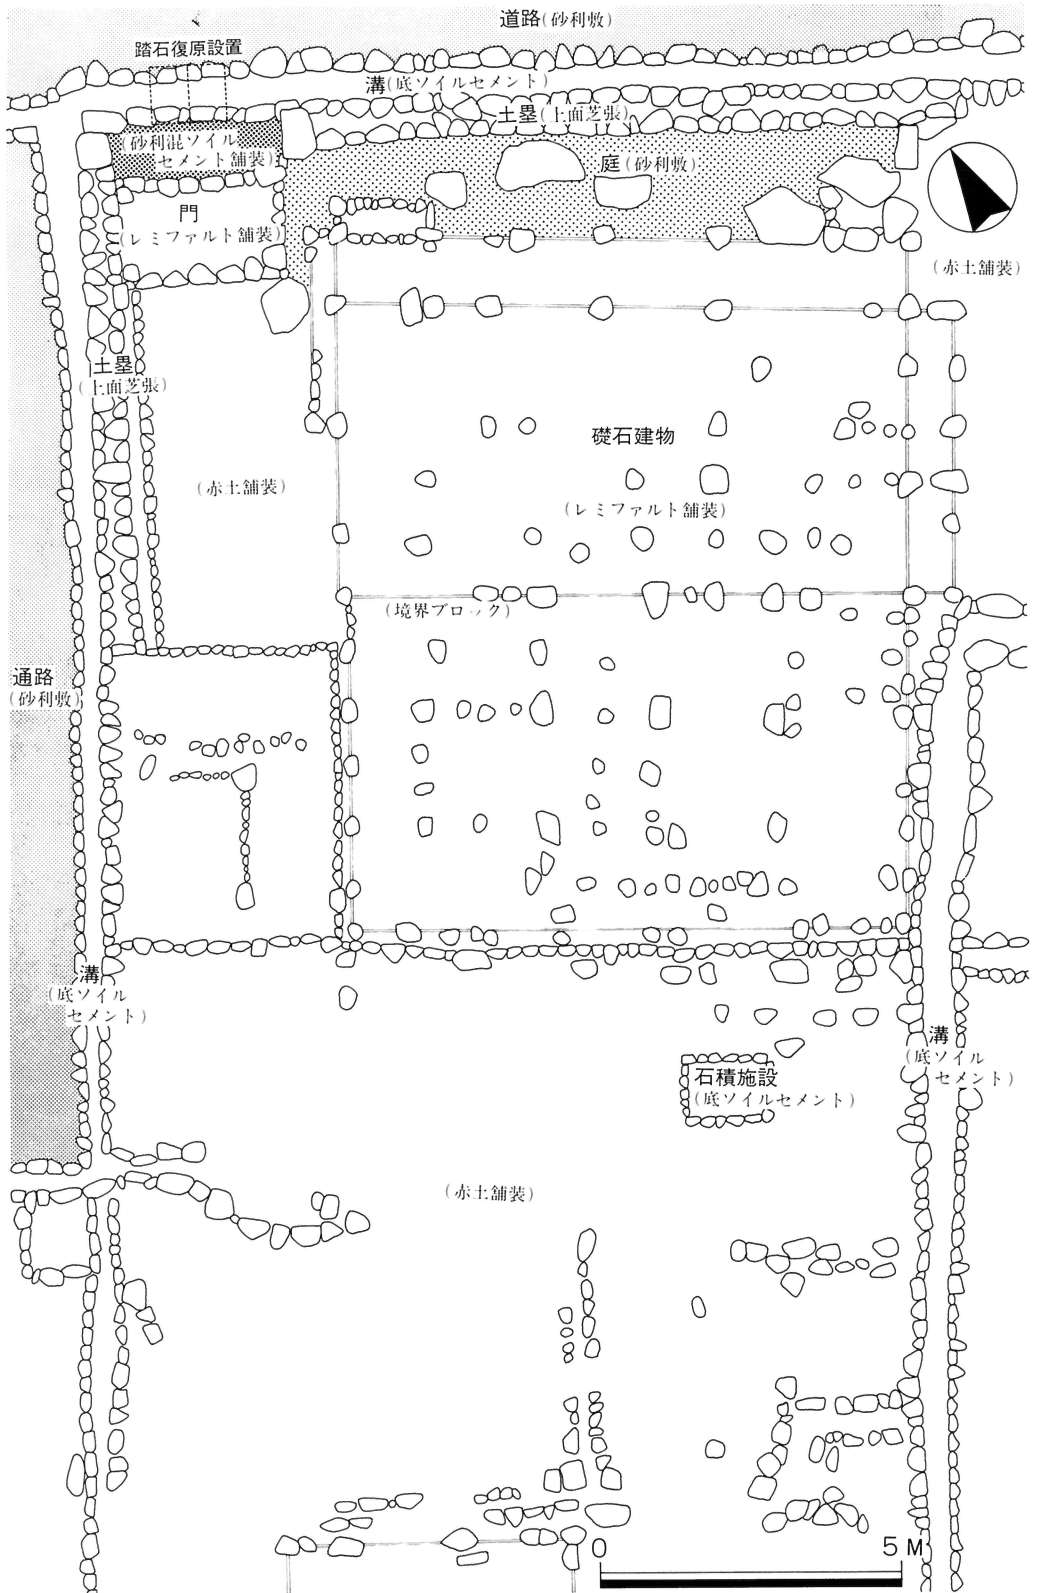 道路(砂利敷)
踏石復原設置
溝(底ソイルセメント)
土塁(上面芝張)
(砂利混ソイル
セメント舗装)
庭(砂利敷)
門
(レミファルト舗装)
(赤土舗装)
土塁
(上面芝張)
礎石建物
(赤土舗装)
(レミファルト舗装)
(境界ブロック)
通路
(砂利敷)
溝
(底ソイル
セメント)
溝
(底ソイル
セメント)
石積施設
(底ソイルセメント)
(赤土舗装)
0 5M